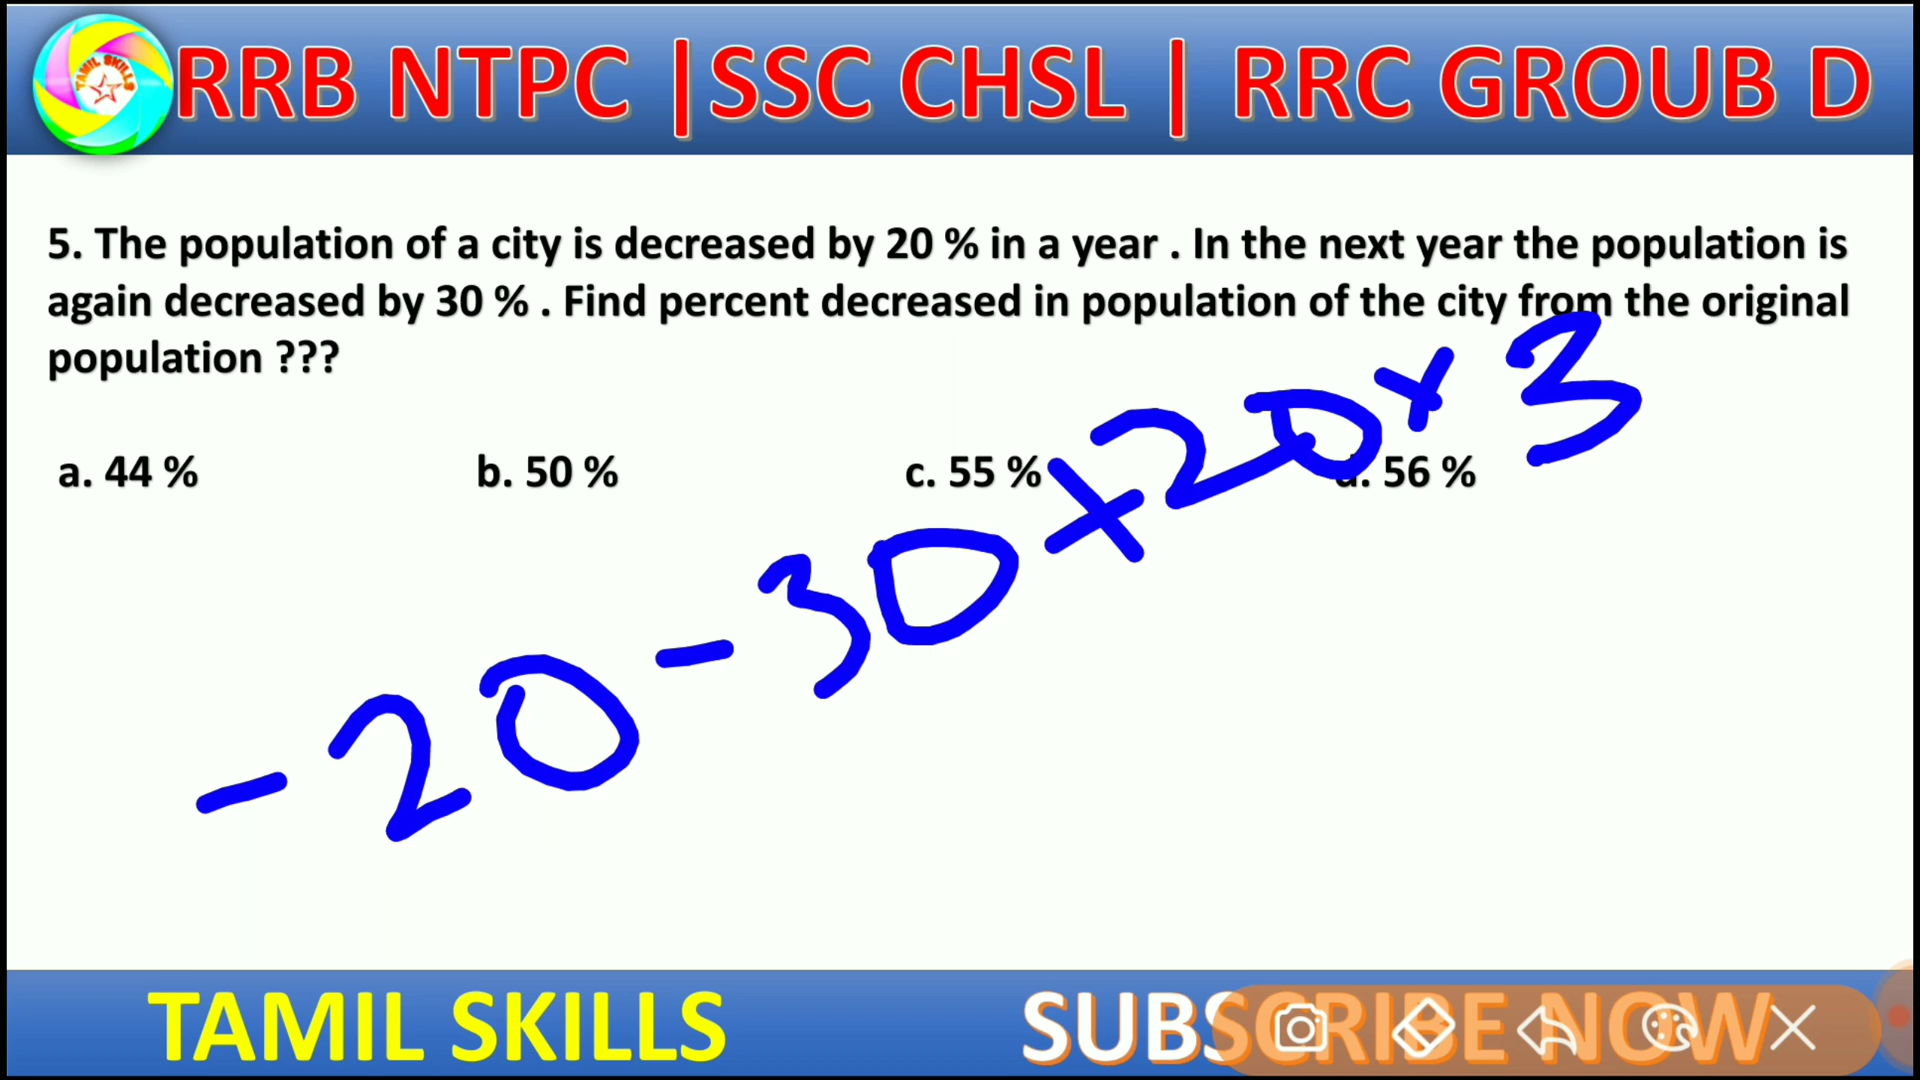 TAMIL SKILLS
RRB NTPC | SSC CHSL | RRC GROUB D
5. The population of a city is decreased by 20 % in a year . In the next year the population is
again decreased by 30 % . Find percent decreased in population of the city from the original
population ???
a. 44 % b. 50 % c. 55 % d. 56 %
- 20 - 30 + 20 × 3
TAMIL SKILLS SUBSCRIBE NOW